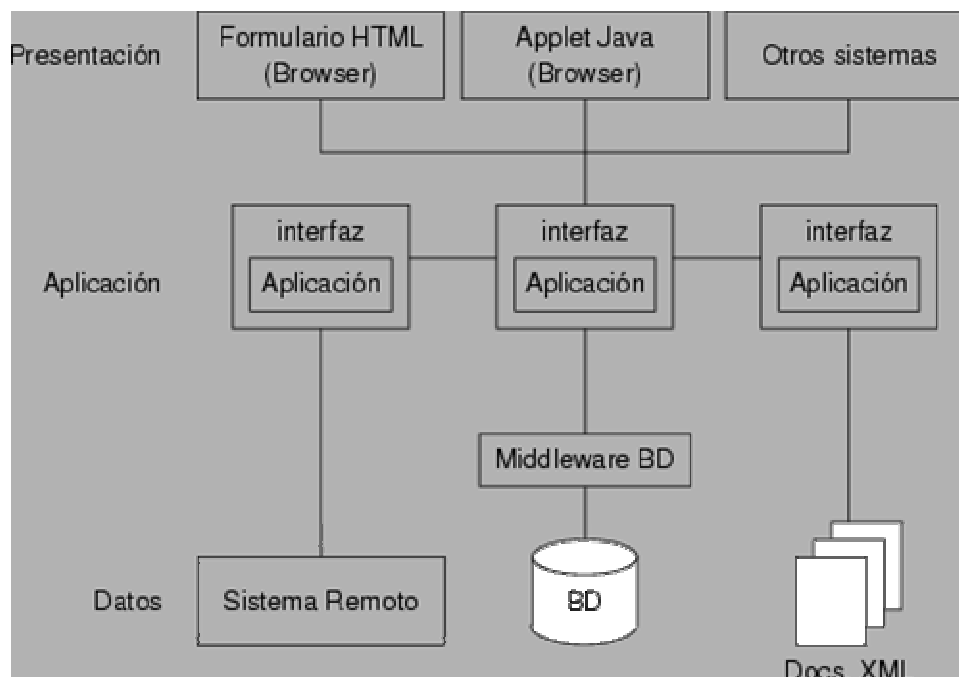 Presentación
Formulario HTML
(Browser)
Applet Java
(Browser)
Otros sistemas
Aplicación
interfaz
Aplicación
interfaz
Aplicación
interfaz
Aplicación
Middleware BD
Datos
Sistema Remoto
BD
Docs. XML